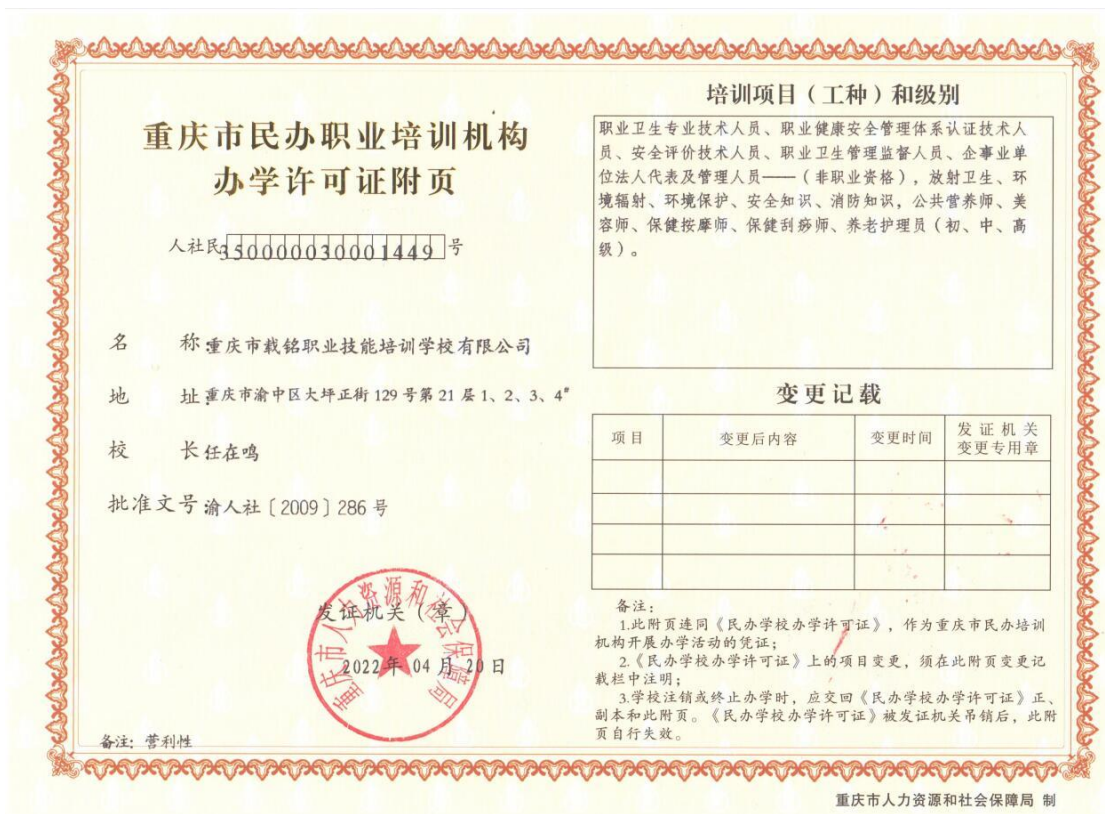 重庆市民办职业培训机构
办学许可证附页
人社民350000030001449号
名 称:重庆市载铭职业技能培训学校有限公司
地 址:重庆市渝中区大坪正街129号第21层1、2、3、4#
校 长 任在鸣
批准文号 渝人社〔2009〕286号
重庆市人力资源和社会保障局
发证机关(章)
2022年04月20日
备注:营利性
培训项目(工种)和级别
职业卫生专业技术人员、职业健康安全管理体系认证技术人
员、安全评价技术人员、职业卫生管理监督人员、企事业单
位法人代表及管理人员——(非职业资格),放射卫生、环
境辐射、环境保护、安全知识、消防知识,公共营养师、美
容师、保健按摩师、保健刮痧师、养老护理员(初、中、高
级)。
变更记载
项目 变更后内容 变更时间 发证机关
变更专用章
备注:
1.此附页连同《民办学校办学许可证》,作为重庆市民办培训
机构开展办学活动的凭证;
2.《民办学校办学许可证》上的项目变更,须在此附页变更记
载栏中注明;
3.学校注销或终止办学时,应交回《民办学校办学许可证》正、
副本和此附页。《民办学校办学许可证》被发证机关吊销后,此附
页自行失效。
重庆市人力资源和社会保障局 制